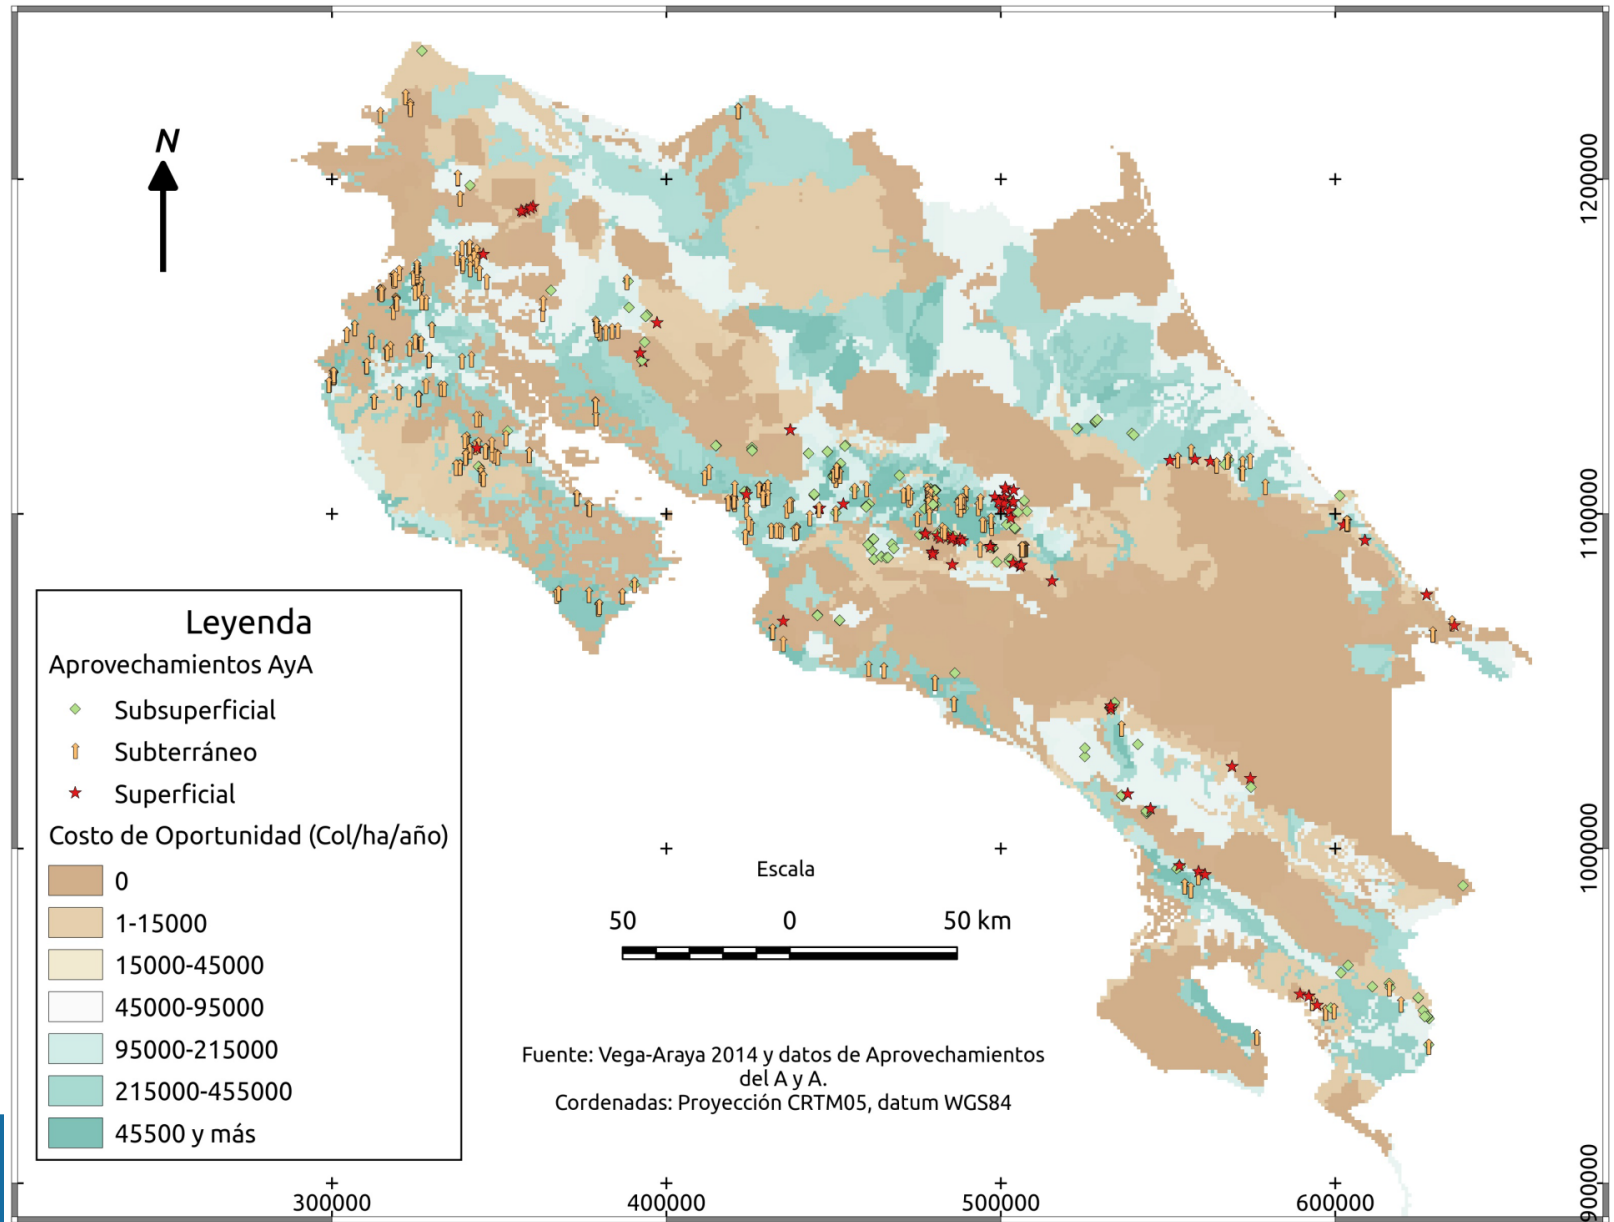 N
1200000
1100000
1000000
900000
Leyenda
Aprovechamientos AyA
Subsuperficial
Subterráneo
Superficial
Costo de Oportunidad (Col/ha/año)
0
1-15000
15000-45000
45000-95000
95000-215000
215000-455000
45500 y más
Escala
50 0 50 km
Fuente: Vega-Araya 2014 y datos de Aprovechamientos
del A y A.
Cordenadas: Proyección CRTM05, datum WGS84
300000 400000 500000 600000